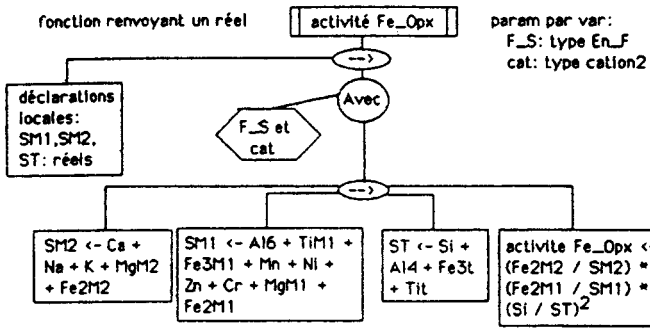 fonction renvoyant un réel
activité Fe_Opx
param par var:
F_S: type En_F
cat: type cation2
-->
déclarations
locales:
SM1,SM2,
ST: réels
Avec
F_S et
cat
-->
SM2 <- Ca +
Na + K + MgM2
+ Fe2M2
SM1 <- Al6 + TiM1 +
Fe3M1 + Mn + Ni +
Zn + Cr + MgM1 +
Fe2M1
ST <- Si +
Al4 + Fe3t
+ Tit
activite Fe_Opx <-
(Fe2M2 / SM2) *
(Fe2M1 / SM1) *
(Si / ST)2